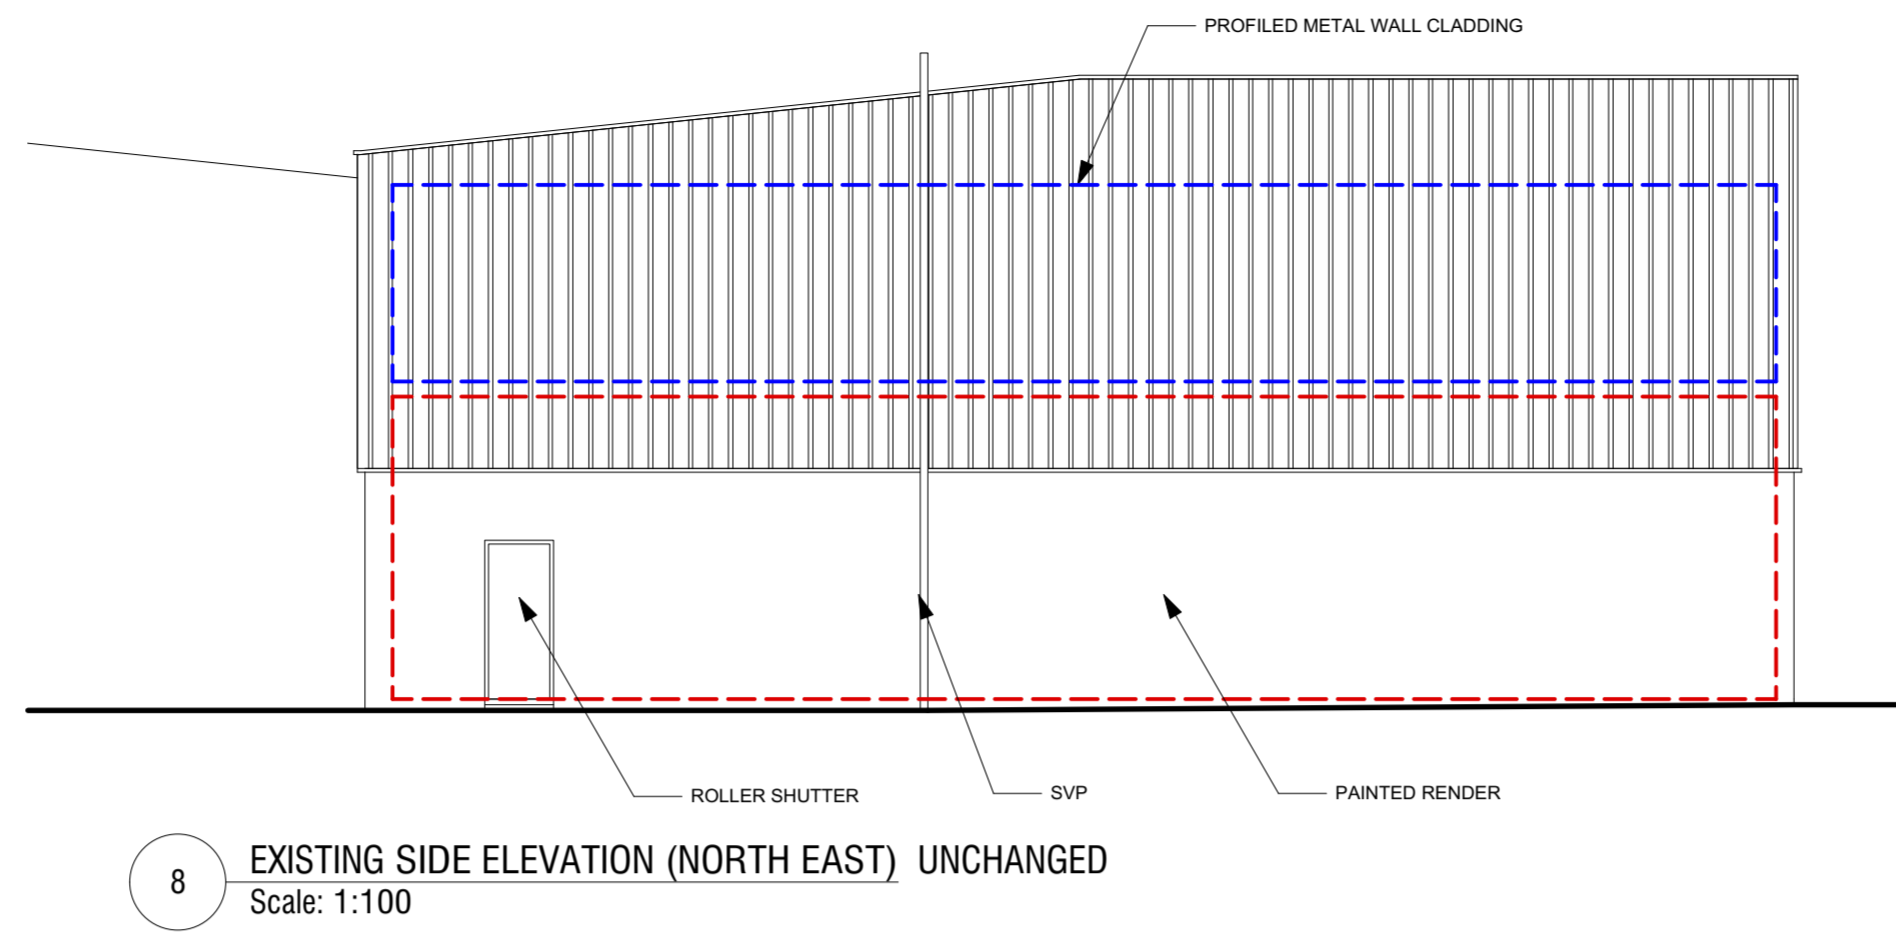 PROFILED METAL WALL CLADDING
ROLLER SHUTTER
SVP
PAINTED RENDER
8
EXISTING SIDE ELEVATION (NORTH EAST) UNCHANGED
Scale: 1:100